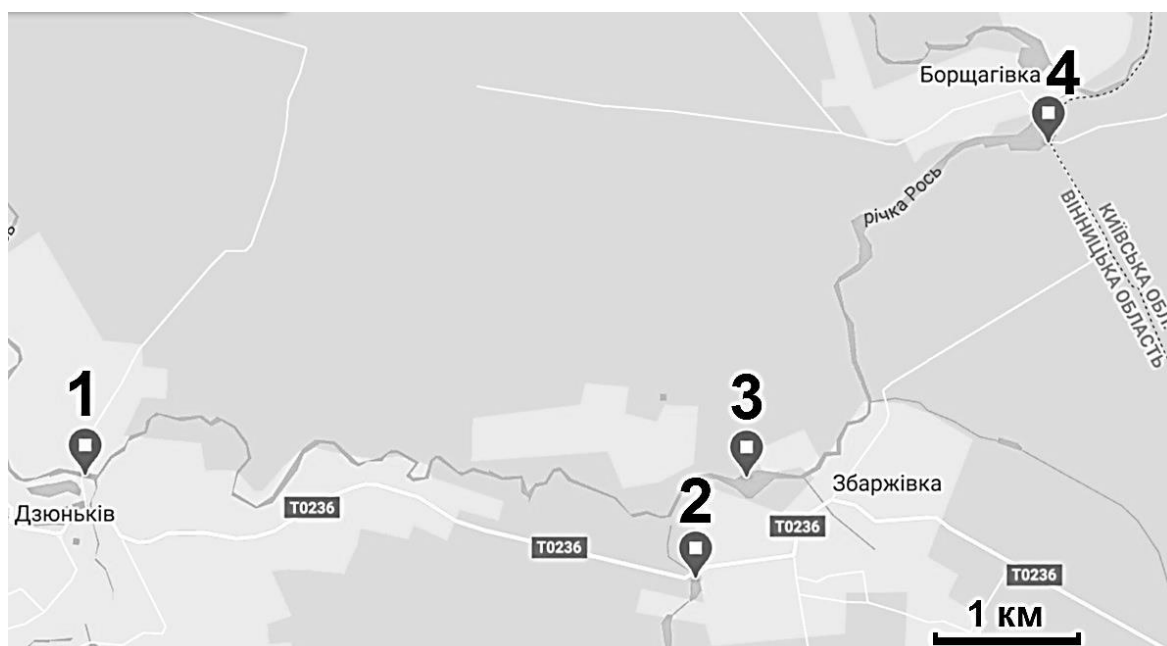 Борщагівка
4
річка Рось
КИЇВСЬКА ОБЛ
ВІННИЦЬКА ОБЛАСТЬ
1
3
Збаржівка
Дзюньків
T0236
2
T0236
T0236
T0236
1 км